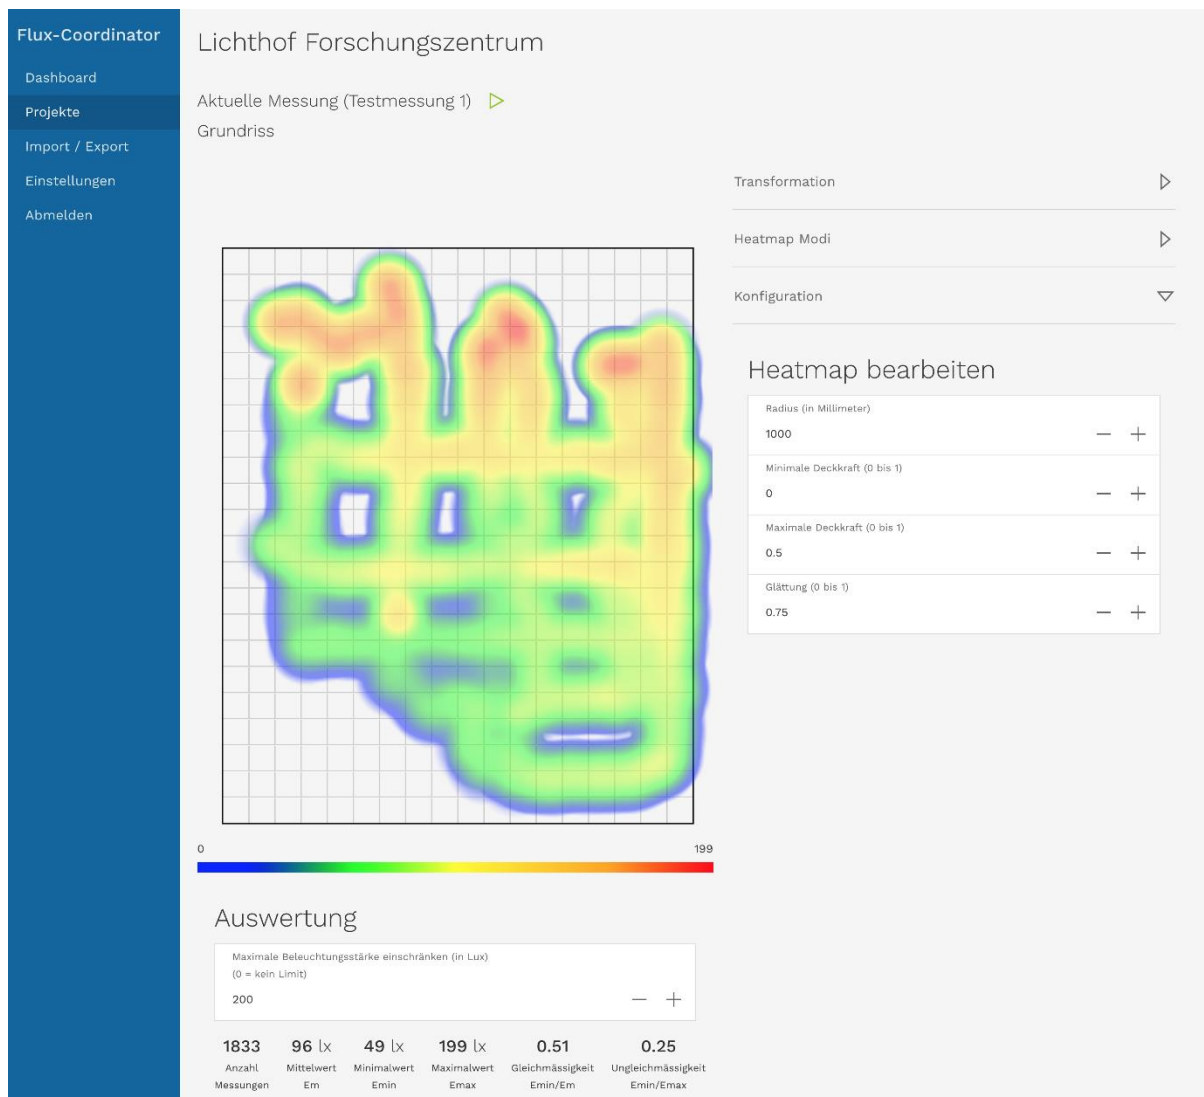 Flux-Coordinator
Dashboard
Projekte
Import / Export
Einstellungen
Abmelden
Lichthof Forschungszentrum
Aktuelle Messung (Testmessung 1)
Grundriss
Transformation
Heatmap Modi
Konfiguration
Heatmap bearbeiten
Radius (in Millimeter)
1000
Minimale Deckkraft (0 bis 1)
0
Maximale Deckkraft (0 bis 1)
0.5
Glättung (0 bis 1)
0.75
0 199
Auswertung
Maximale Beleuchtungsstärke einschränken (in Lux)
(0 = kein Limit)
200
1833 96 lx 49 lx 199 lx 0.51 0.25
Anzahl Mittelwert Minimalwert Maximalwert Gleichmässigkeit Ungleichmässigkeit
Messungen Em Emin Emax Emin/Em Emin/Emax